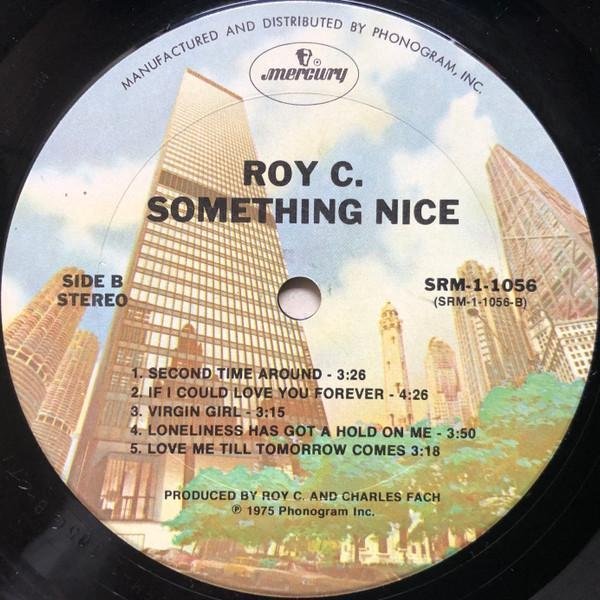 MANUFACTURED AND DISTRIBUTED BY PHONOGRAM, INC.
mercury
ROY C.
SOMETHING NICE
SIDE B
STEREO
SRM-1-1056
(SRM-1-1056-B)
1. SECOND TIME AROUND - 3:26
2. IF I COULD LOVE YOU FOREVER - 4:26
3. VIRGIN GIRL - 3:15
4. LONELINESS HAS GOT A HOLD ON ME - 3:50
5. LOVE ME TILL TOMORROW COMES 3:18
PRODUCED BY ROY C. AND CHARLES FACH
℗ 1975 Phonogram Inc.